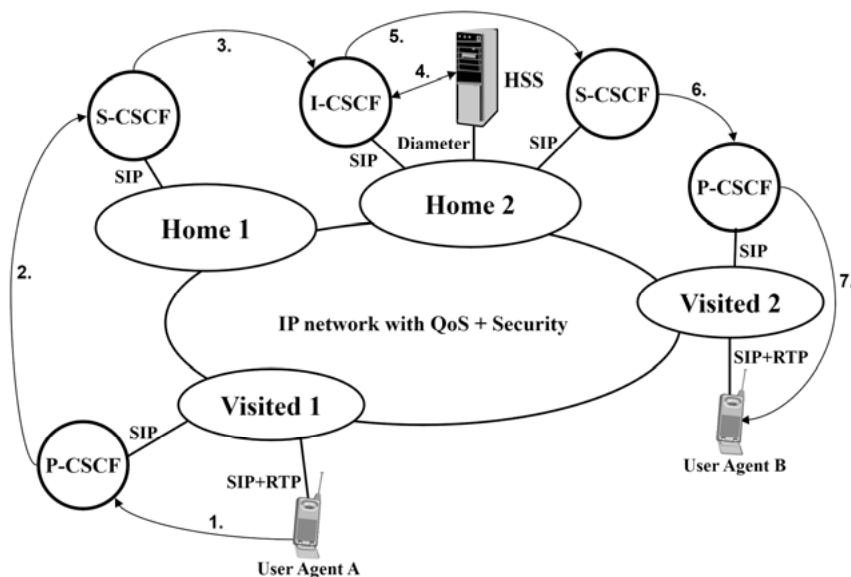 3.
5.
4.
HSS
6.
S-CSCF
I-CSCF
S-CSCF
Diameter
SIP
SIP
SIP
P-CSCF
Home 1
Home 2
SIP
2.
7.
IP network with QoS + Security
Visited 2
SIP+RTP
Visited 1
SIP
P-CSCF
User Agent B
SIP+RTP
1.
User Agent A